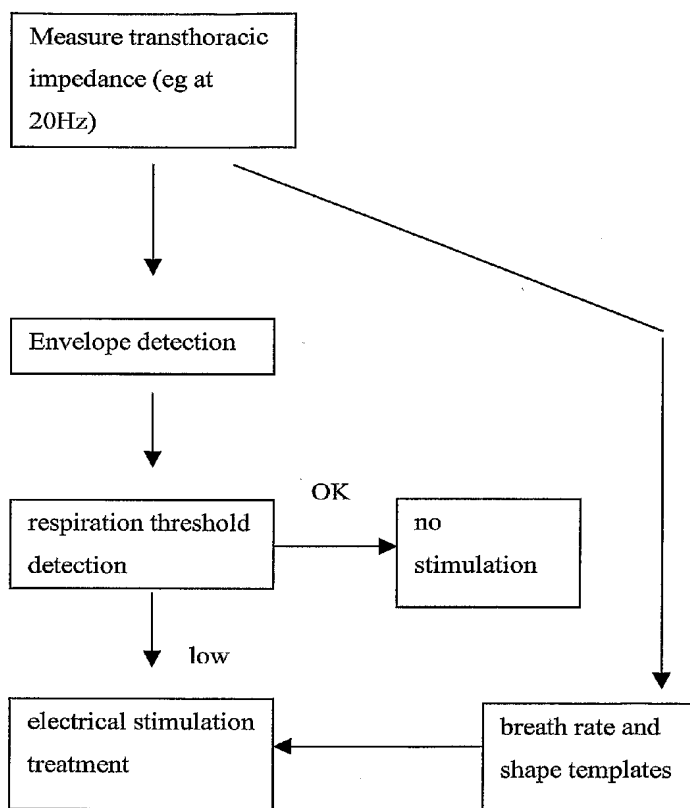 Measure transthoracic
impedance (eg at
20Hz)
Envelope detection
respiration threshold
detection
OK
no
stimulation
low
electrical stimulation
treatment
breath rate and
shape templates